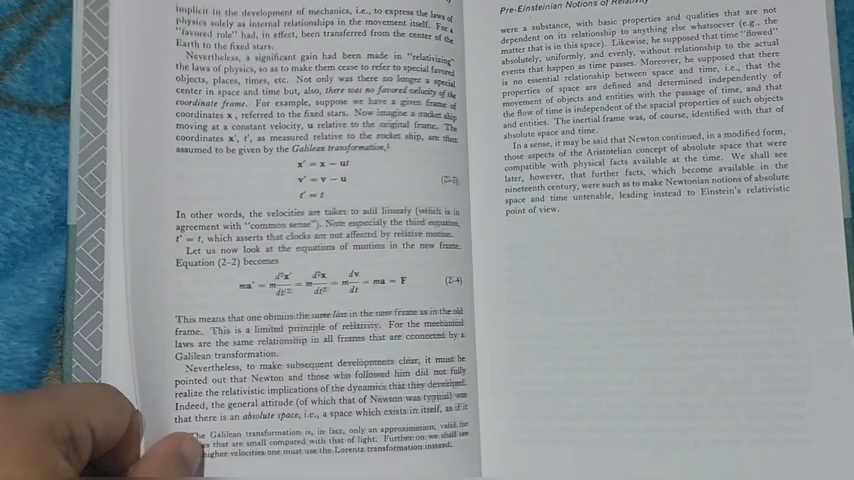 implicit in the development of mechanics, i.e., to express the laws of
physics solely as internal relationships in the movement itself. For a
"favored role" had, in effect, been transferred from the center of the
Earth to the fixed stars.
Nevertheless, a significant gain had been made in "relativizing"
the laws of physics, so as to make them cease to refer to special favored
objects, places, times, etc. Not only was there no longer a special
center in space and time but, also, there was no favored velocity of the
coordinate frame. For example, suppose we have a given frame of
coordinates x, referred to the fixed stars. Now imagine a rocket ship
moving at a constant velocity, u relative to the original frame. The
coordinates x', t', as measured relative to the rocket ship, are then
assumed to be given by the Galilean transformation,¹
x' = x − ut
v' = v − u (2-3)
t' = t
In other words, the velocities are taken to add linearly (which is in
agreement with "common sense"). Note especially the third equation,
t' = t, which asserts that clocks are not affected by relative motion.
Let us now look at the equations of motion in the new frame.
Equation (2-2) becomes
ma' = m d²x'/dt'² = m d²x/dt² = m dv/dt = ma = F (2-4)
This means that one obtains the same law in the new frame as in the old
frame. This is a limited principle of relativity. For the mechanical
laws are the same relationship in all frames that are connected by a
Galilean transformation.
Nevertheless, to make subsequent developments clear, it must be
pointed out that Newton and those who followed him did not fully
realize the relativistic implications of the dynamics that they developed.
Indeed, the general attitude (of which that of Newton was typical) was
that there is an absolute space, i.e., a space which exists in itself, as if it
The Galilean transformation is, in fact, only an approximation, valid for
that are small compared with that of light. Further on we shall see
higher velocities one must use the Lorentz transformation instead.
Pre-Einsteinian Notions of Relativity
were a substance, with basic properties and qualities that are not
dependent on its relationship to anything else whatsoever (e.g., the
matter that is in this space). Likewise, he supposed that time "flowed"
absolutely, uniformly, and evenly, without relationship to the actual
events that happen as time passes. Moreover, he supposed that there
is no essential relationship between space and time, i.e., that the
properties of space are defined and determined independently of
movement of objects and entities with the passage of time, and that
the flow of time is independent of the spacial properties of such objects
and entities. The inertial frame was, of course, identified with that of
absolute space and time.
In a sense, it may be said that Newton continued, in a modified form,
those aspects of the Aristotelian concept of absolute space that were
compatible with physical facts available at the time. We shall see
later, however, that further facts, which became available in the
nineteenth century, were such as to make Newtonian notions of absolute
space and time untenable, leading instead to Einstein's relativistic
point of view.